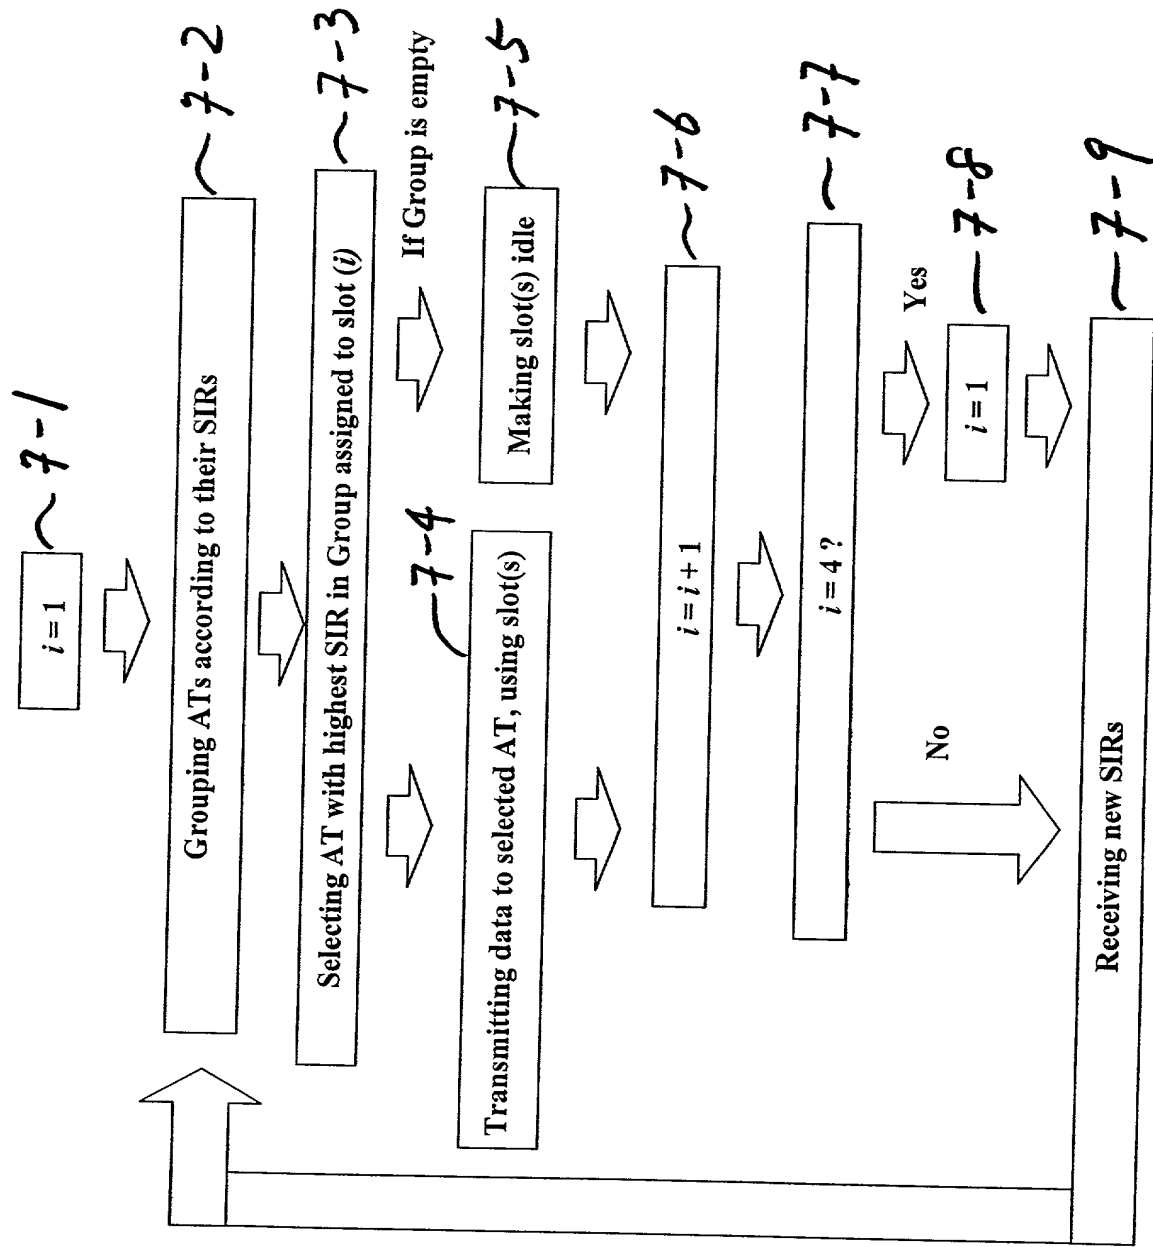 i = 1
7-1
Grouping ATs according to their SIRs
7-2
Selecting AT with highest SIR in Group assigned to slot (i)
7-3
If Group is empty
7-4
Transmitting data to selected AT, using slot(s)
Making slot(s) idle
7-5
i = i + 1
7-6
i = 4 ?
7-7
No
Yes
i = 1
7-8
Receiving new SIRs
7-9